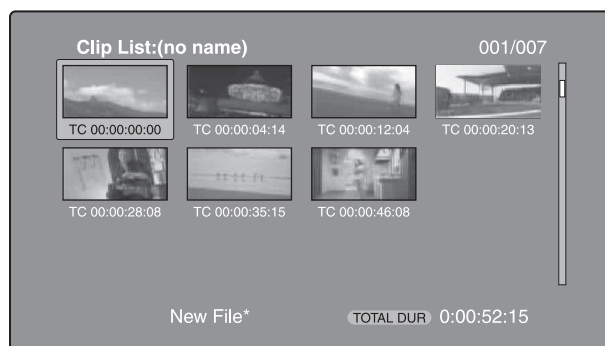 Clip List:(no name) 001/007
TC 00:00:00:00 TC 00:00:04:14 TC 00:00:12:04 TC 00:00:20:13
TC 00:00:28:08 TC 00:00:35:15 TC 00:00:46:08
New File* TOTAL DUR 0:00:52:15